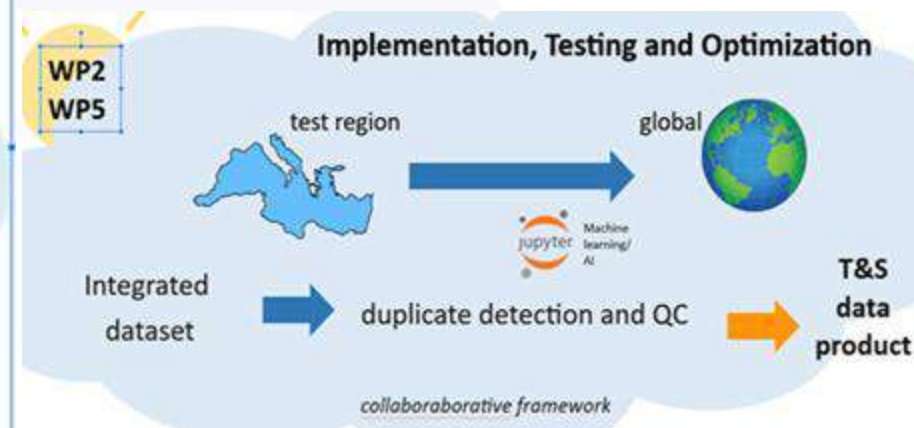 Implementation, Testing and Optimization
WP2
WP5
test region
global
jupyter
Machine
learning/
AI
Integrated
dataset
duplicate detection and QC
T&S
data
product
collaboraborative framework